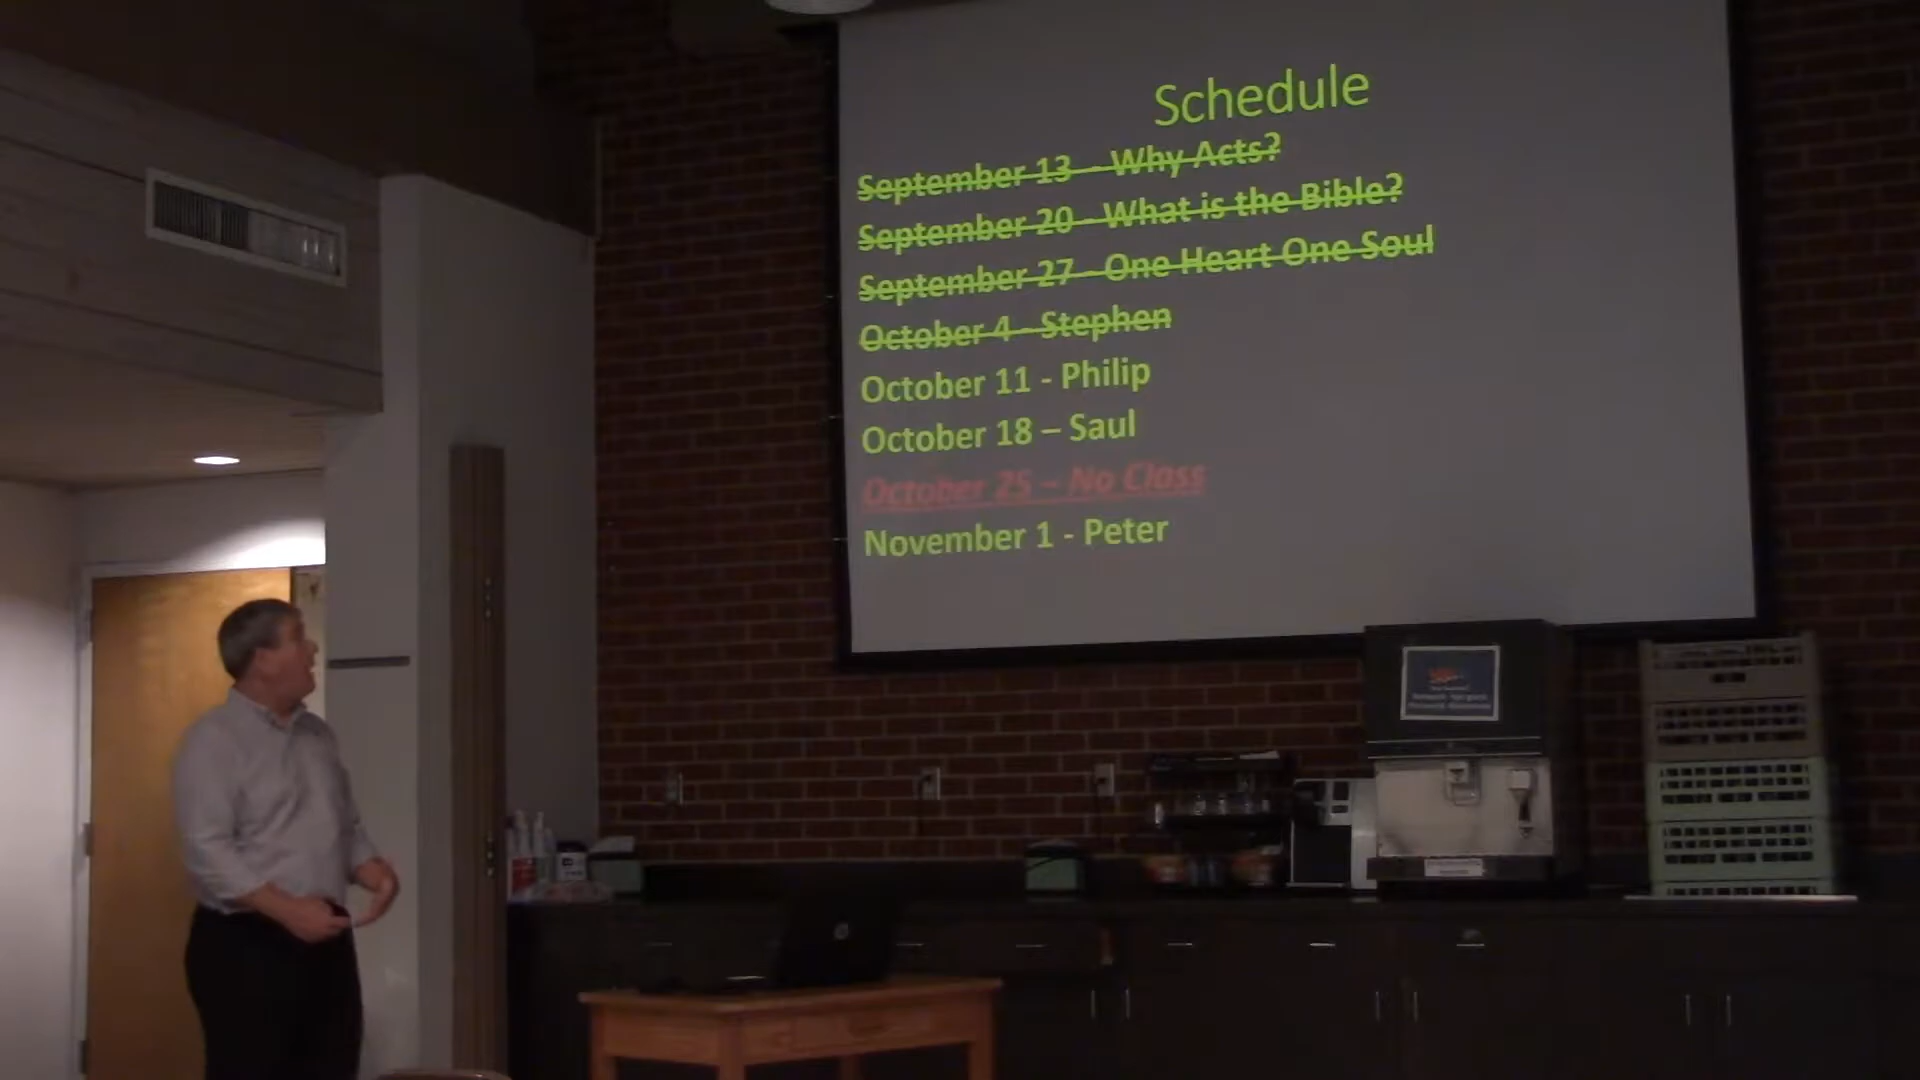 Schedule
September 13 - Why Acts?
September 20 - What is the Bible?
September 27 - One Heart One Soul
October 4 - Stephen
October 11 - Philip
October 18 – Saul
October 25 – No Class
November 1 - Peter